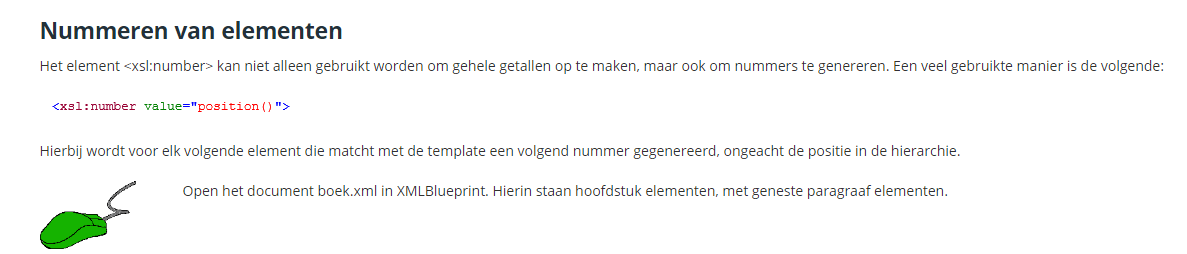 Nummeren van elementen
Het element <xsl:number> kan niet alleen gebruikt worden om gehele getallen op te maken, maar ook om nummers te genereren. Een veel gebruikte manier is de volgende:
<xsl:number value="position()">
Hierbij wordt voor elk volgende element die matcht met de template een volgend nummer gegenereerd, ongeacht de positie in de hierarchie.
Open het document boek.xml in XMLBlueprint. Hierin staan hoofdstuk elementen, met geneste paragraaf elementen.